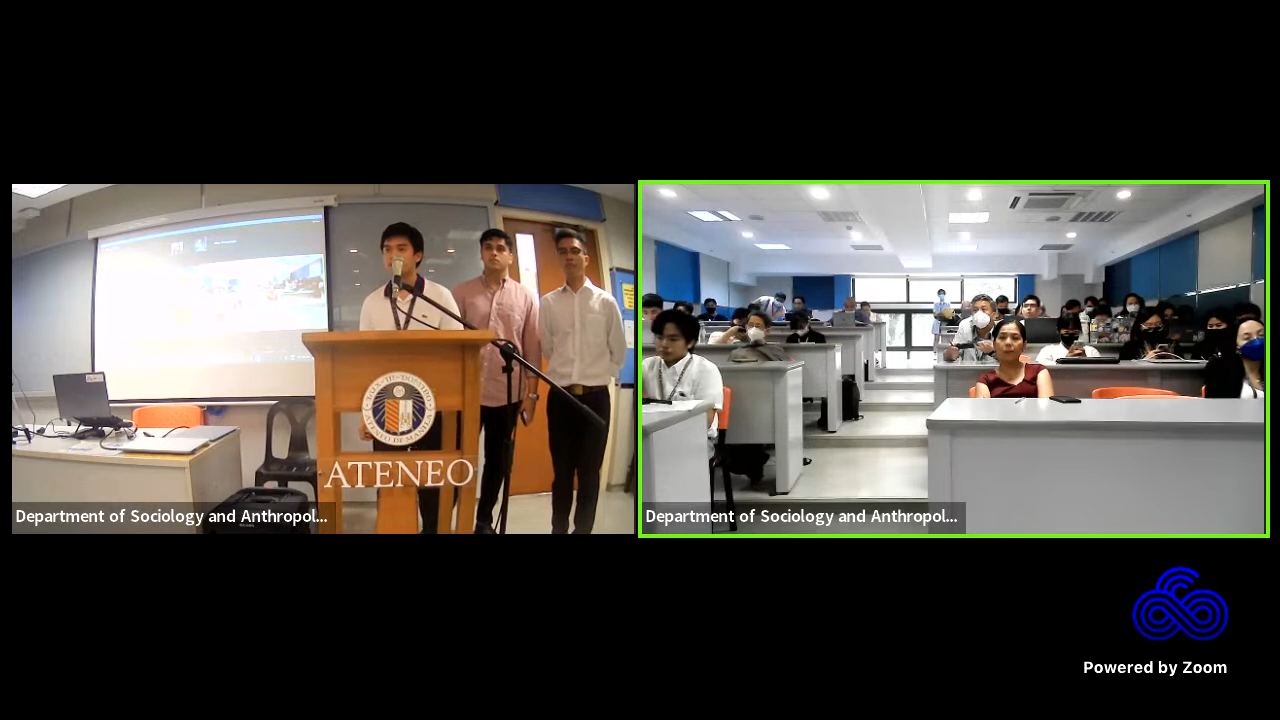 ATENEO
Department of Sociology and Anthropol...
Department of Sociology and Anthropol...
Powered by Zoom